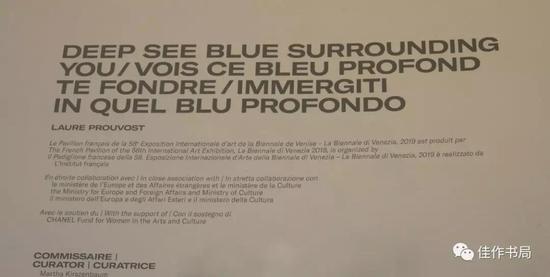 DEEP SEE BLUE SURROUNDING
YOU/VOIS CE BLEU PROFOND
TE FONDRE/IMMERGITI
IN QUEL BLU PROFONDO
LAURE PROUVOST
Le Pavillon français de la 58e Exposition internationale d'art de la Biennale de Venise – La Biennale di Venezia, 2019 est produit par
The French Pavilion of the 58th International Art Exhibition, La Biennale di Venezia 2019, is organized by
Il Padiglione francese della 58. Esposizione Internazionale d'Arte della Biennale di Venezia – La Biennale di Venezia, 2019 è realizzato da
L'Institut français
En étroite collaboration avec | In close association with | In stretta collaborazione con
le ministère de l'Europe et des Affaires étrangères et le ministère de la Culture
the Ministry for Europe and Foreign Affairs and Ministry of Culture
il ministero dell'Europa e degli Affari Esteri e il ministero della Cultura
Avec le soutien du | With the support of | Con il sostegno di
CHANEL Fund for Women in the Arts and Culture
COMMISSAIRE |
CURATOR | CURATRICE
Martha Kirszenbaum
佳作书局